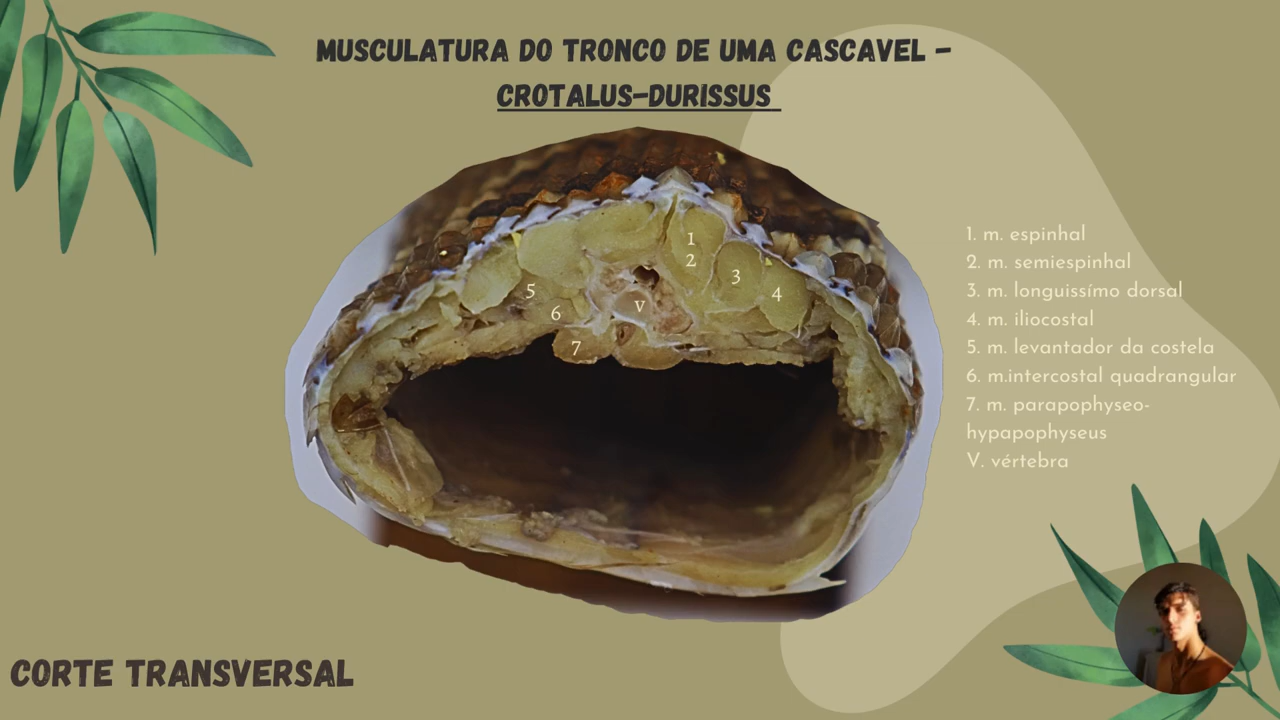 MUSCULATURA DO TRONCO DE UMA CASCAVEL –
CROTALUS-DURISSUS
1
2
3
4
5
6
7
V
1. m. espinhal
2. m. semiespinhal
3. m. longuissímo dorsal
4. m. iliocostal
5. m. levantador da costela
6. m.intercostal quadrangular
7. m. parapophyseo-
hypapophyseus
V. vértebra
CORTE TRANSVERSAL